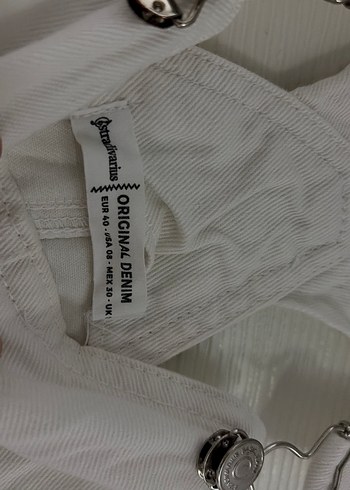 stradivarius
ORIGINAL DENIM
EUR 40 · USA 08 · MEX 30 · UK